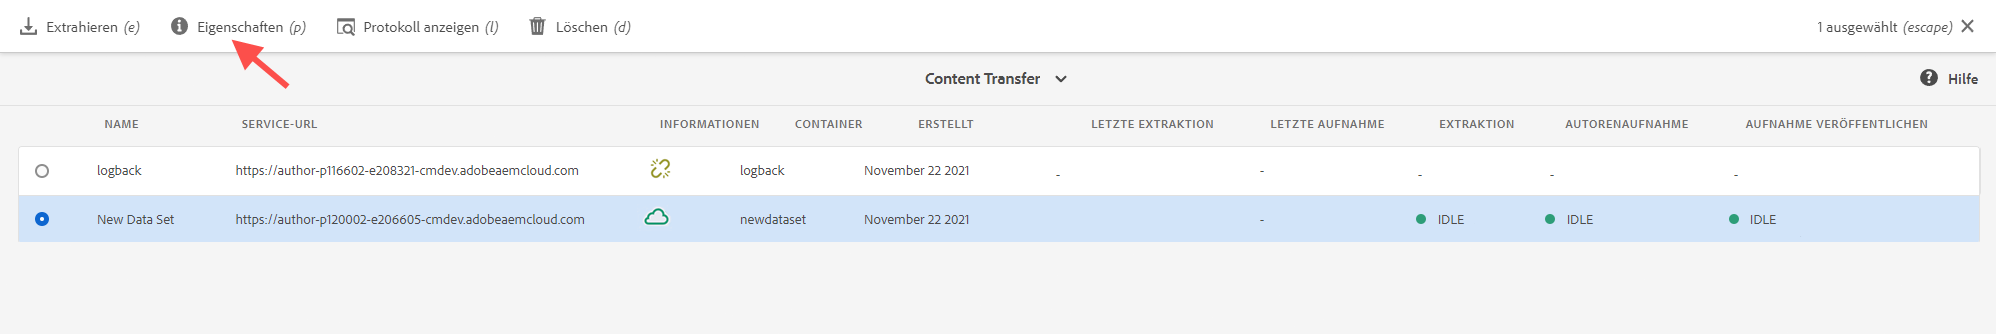 Extrahieren (e) Eigenschaften (p) Protokoll anzeigen (l) Löschen (d) 1 ausgewählt (escape)
Content Transfer Hilfe
NAME SERVICE-URL INFORMATIONEN CONTAINER ERSTELLT LETZTE EXTRAKTION LETZTE AUFNAHME EXTRAKTION AUTORENAUFNAHME AUFNAHME VERÖFFENTLICHEN
logback https://author-p116602-e208321-cmdev.adobeaemcloud.com logback November 22 2021 - - - - -
New Data Set https://author-p120002-e206605-cmdev.adobeaemcloud.com newdataset November 22 2021 - IDLE IDLE IDLE